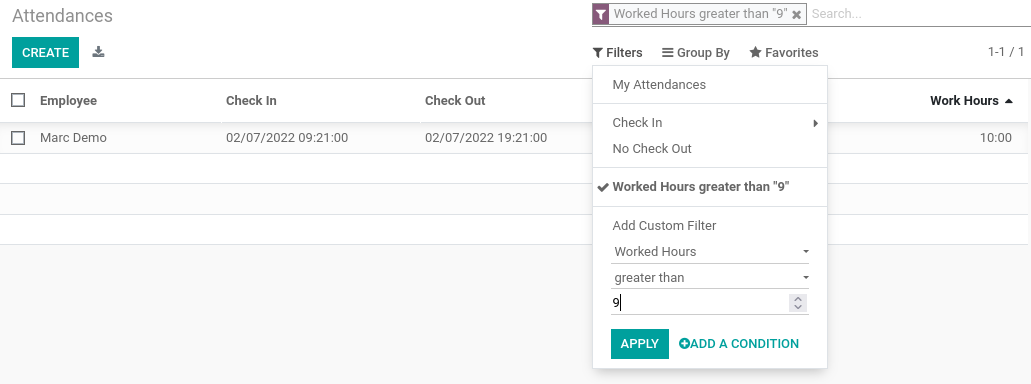 Attendances
Worked Hours greater than "9" Search...
CREATE
Filters Group By Favorites 1-1 / 1
Employee Check In Check Out Work Hours
Marc Demo 02/07/2022 09:21:00 02/07/2022 19:21:00 10:00
My Attendances
Check In
No Check Out
Worked Hours greater than "9"
Add Custom Filter
Worked Hours
greater than
9
APPLY ADD A CONDITION